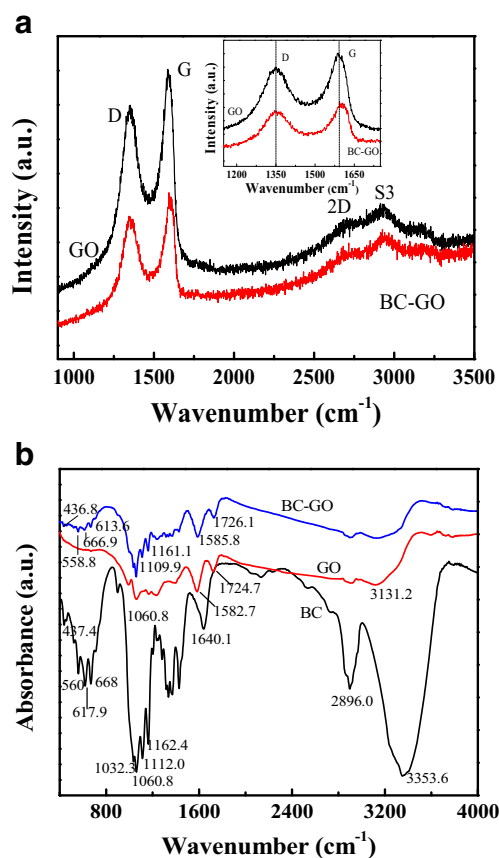 a
Intensity (a.u.)
D
G
GO
2D
S3
BC-GO
D
G
GO
BC-GO
1200 1350 1500 1650
Wavenumber (cm-1)
1000 1500 2000 2500 3000 3500
Wavenumber (cm-1)
b
Absorbance (a.u.)
436.8
613.6
666.9
558.8
1161.1
1109.9
1585.8
1726.1
BC-GO
GO
1724.7
1582.7
3131.2
BC
1060.8
437.4
560
668
617.9
1640.1
2896.0
1162.4
1032.3
1112.0
1060.8
3353.6
800 1600 2400 3200 4000
Wavenumber (cm-1)